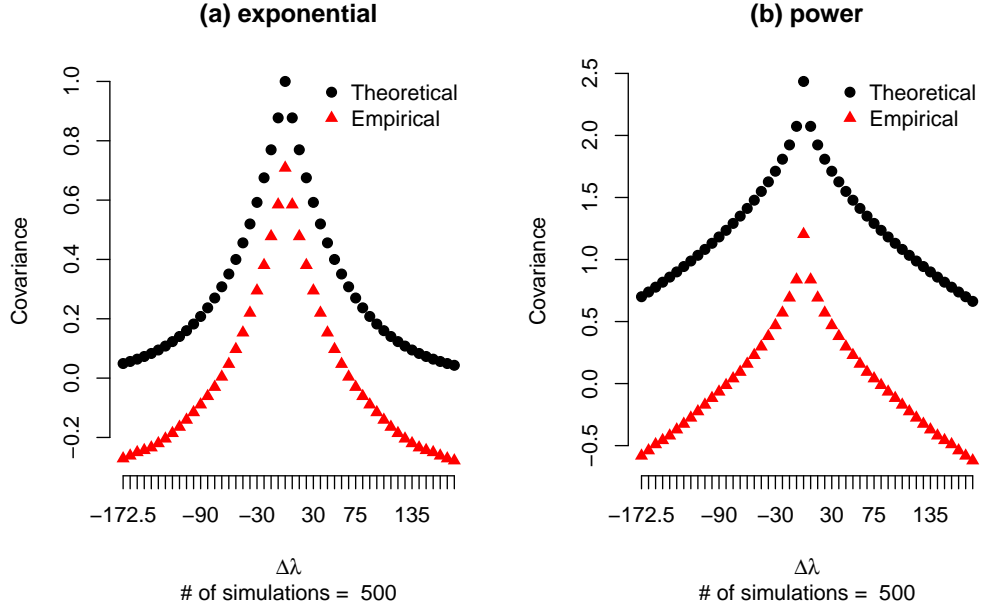 (a) exponential
Theoretical
Empirical
Covariance
1.0
0.8
0.6
0.4
0.2
0.0
−0.2
−172.5 −90 −30 30 75 135
Δλ
# of simulations = 500
(b) power
Theoretical
Empirical
Covariance
2.5
2.0
1.5
1.0
0.5
0.0
−0.5
−172.5 −90 −30 30 75 135
Δλ
# of simulations = 500